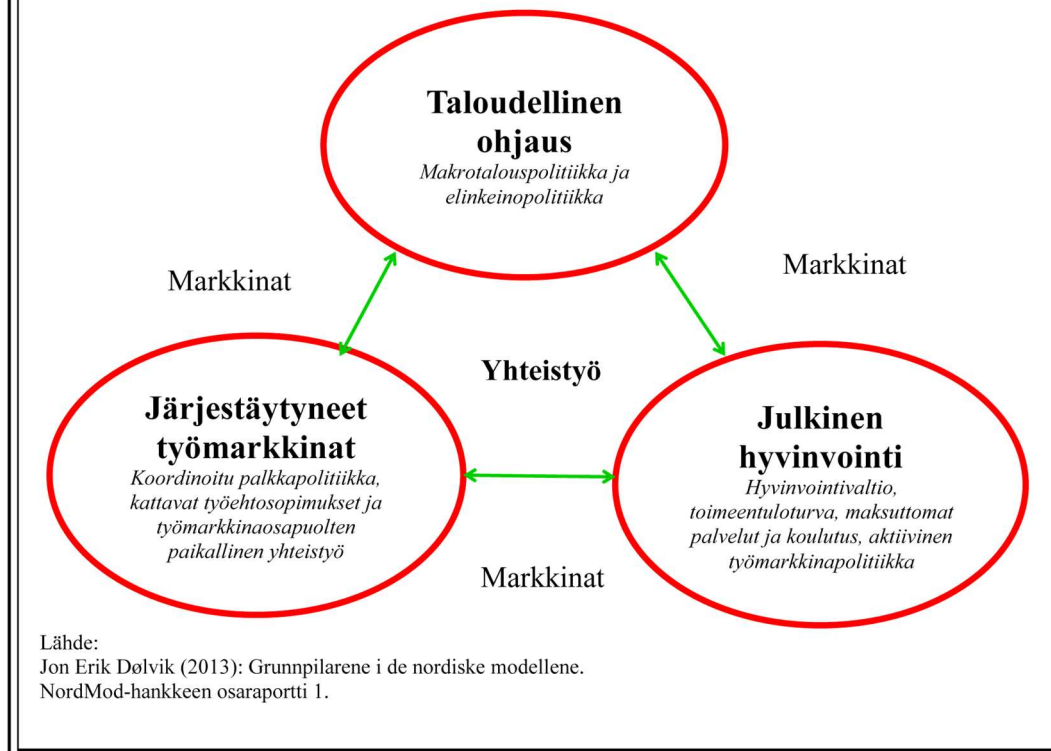 Taloudellinen
ohjaus
Makrotalouspolitiikka ja
elinkeinopolitiikka
Markkinat
Markkinat
Yhteistyö
Järjestäytyneet
työmarkkinat
Koordinoitu palkkapolitiikka,
kattavat työehtosopimukset ja
työmarkkinaosapuolten
paikallinen yhteistyö
Julkinen
hyvinvointi
Hyvinvointivaltio,
toimeentuloturva, maksuttomat
palvelut ja koulutus, aktiivinen
työmarkkinapolitiikka
Markkinat
Lähde:
Jon Erik Dølvik (2013): Grunnpilarene i de nordiske modellene.
NordMod-hankkeen osaraportti 1.